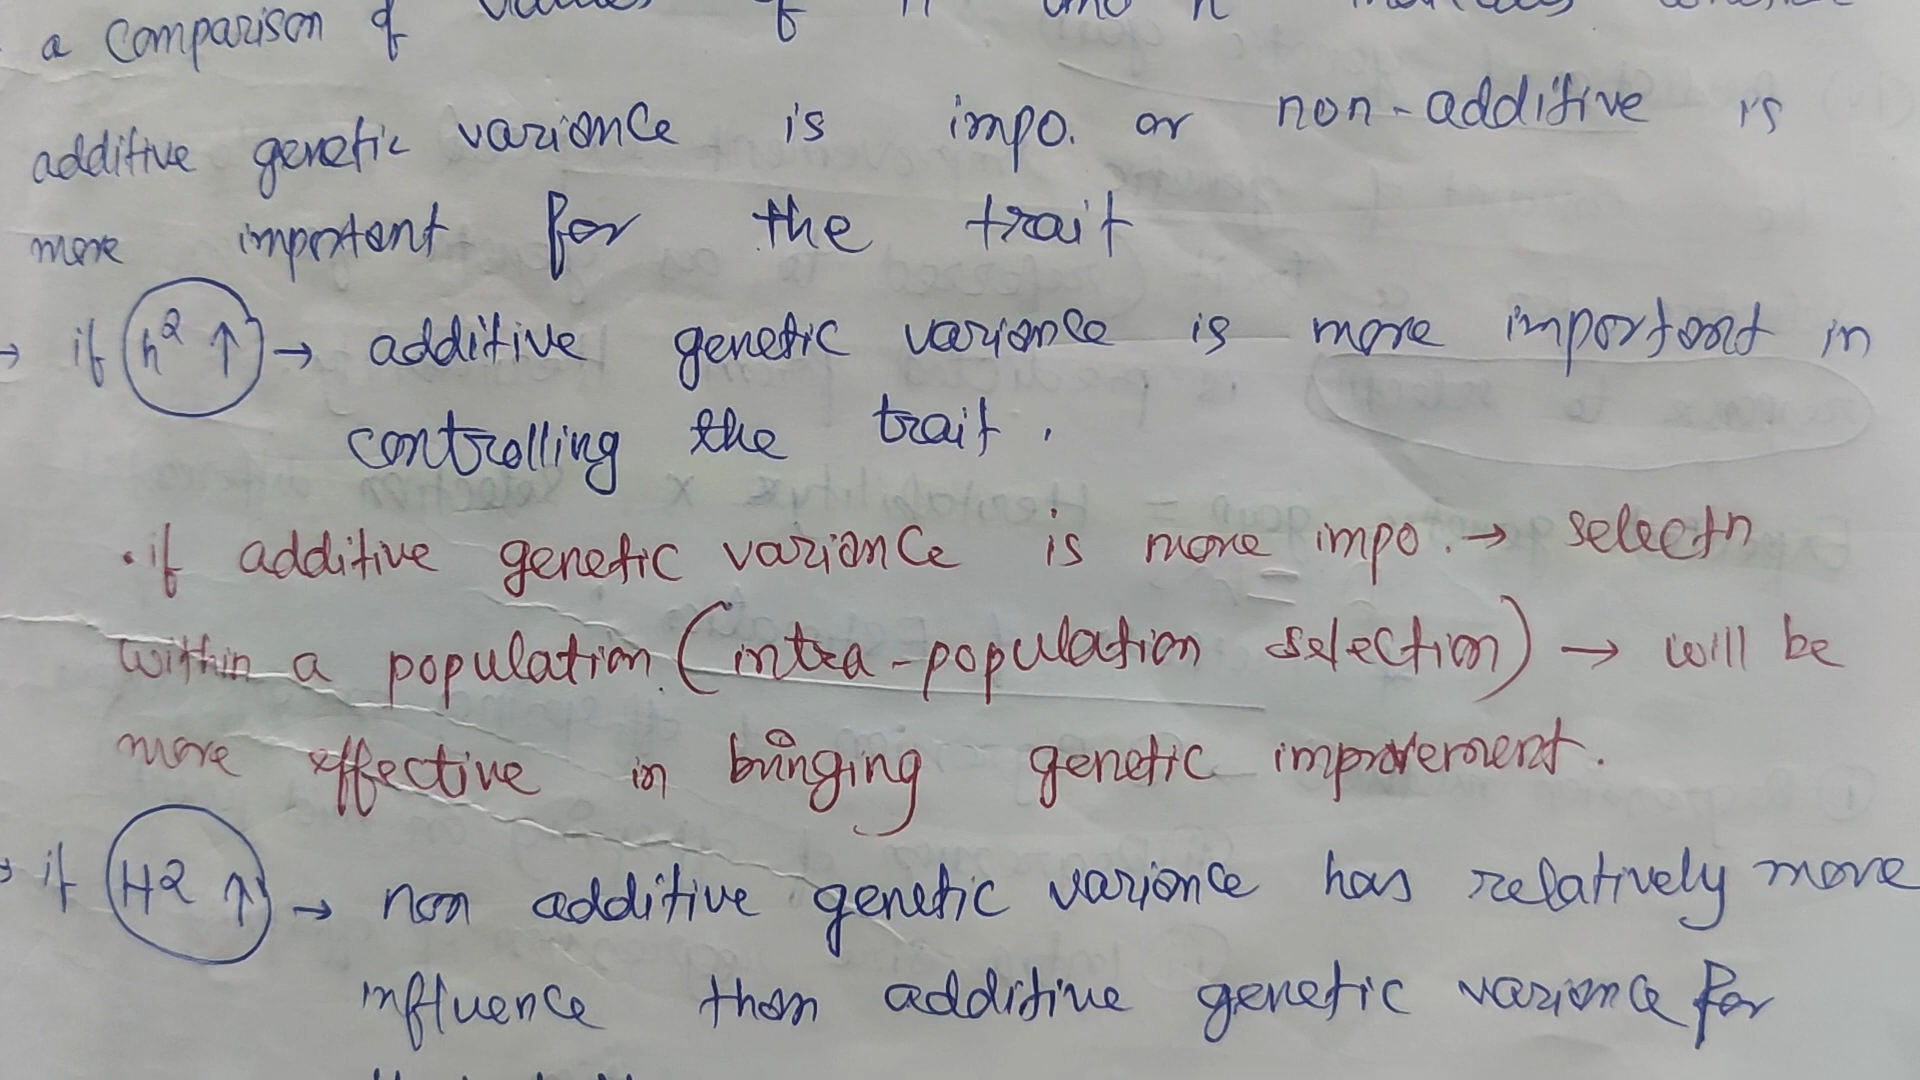 a comparison of values of
additive genetic variance is impo. or non-additive is
more important for the trait
→ if h² ↑ → additive genetic variance is more important in
controlling the trait.
• if additive genetic variance is more impo. → selectn
within a population (intra-population selection) → will be
more effective in bringing genetic improvement.
→ if H2 ↑ → non additive genetic variance has relatively more
influence than additive genetic variance for